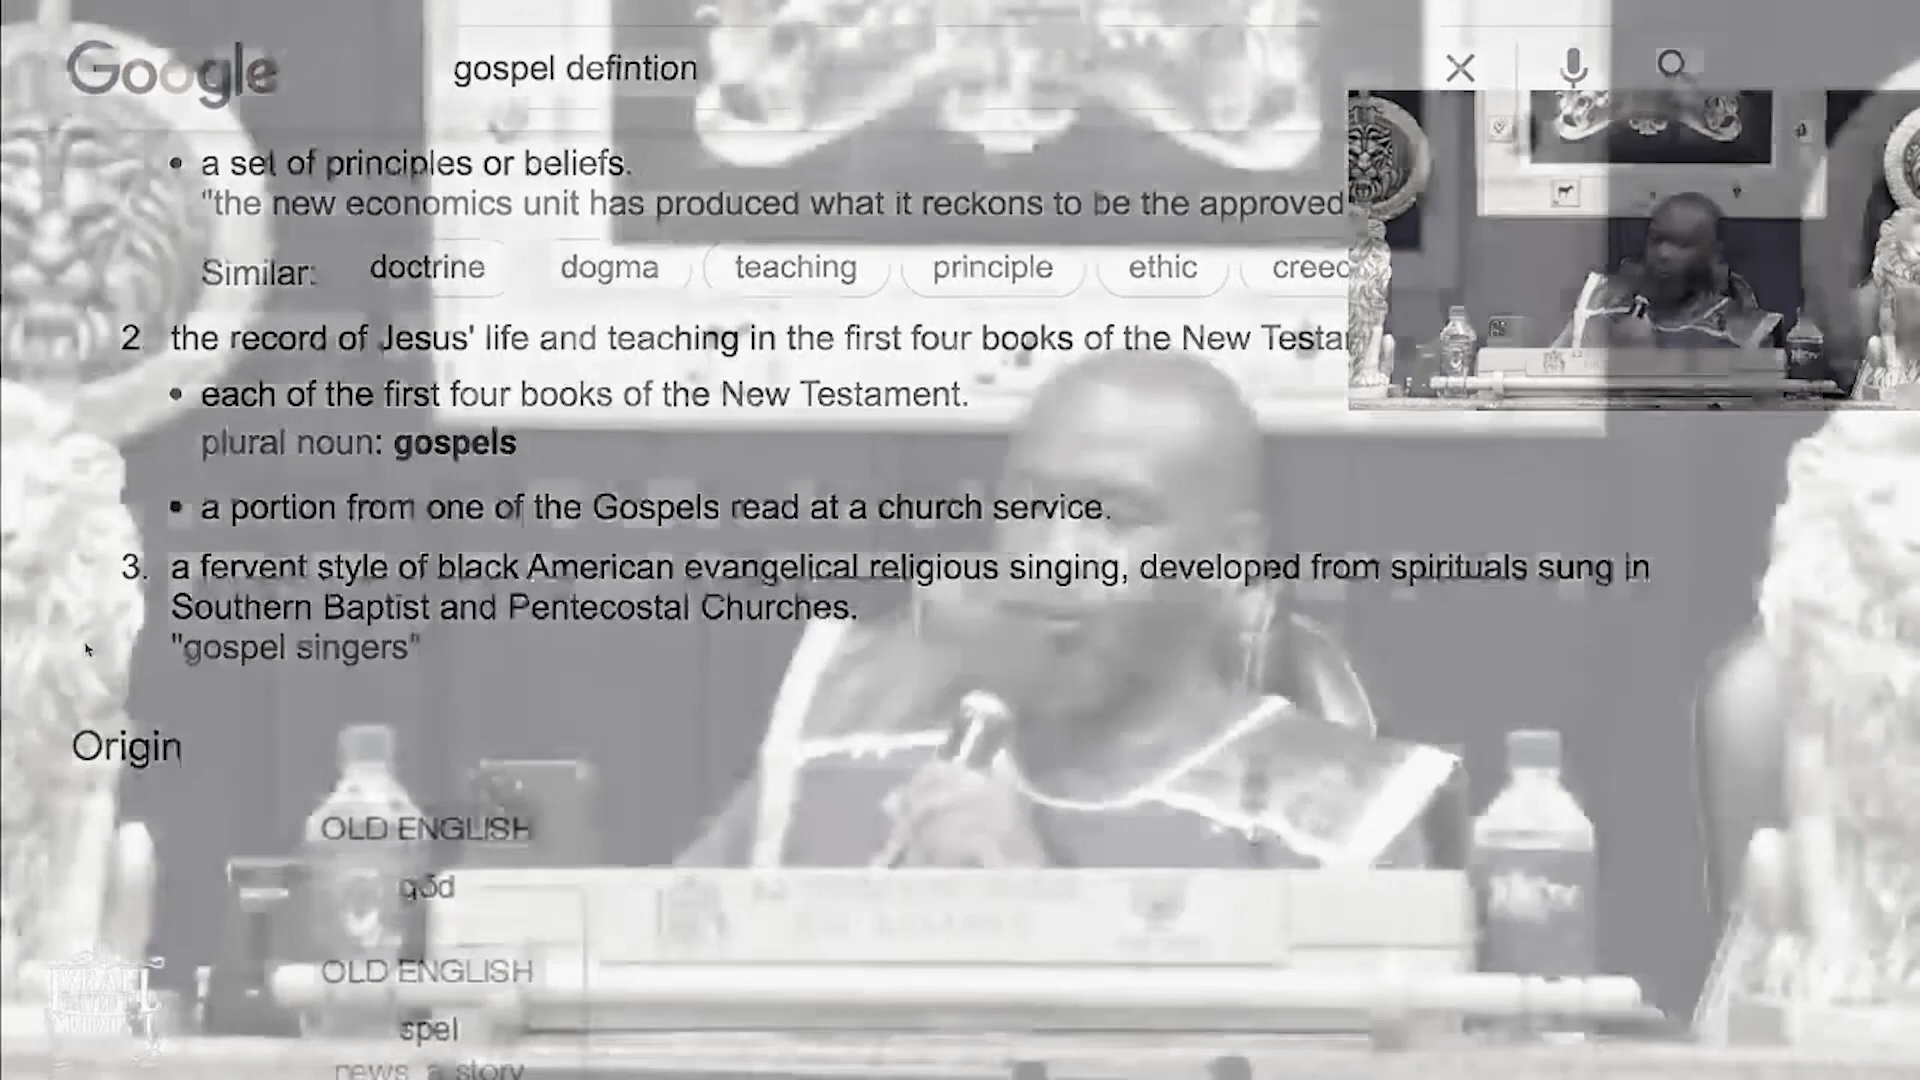 Google
gospel defintion
• a set of principles or beliefs.
"the new economics unit has produced what it reckons to be the approved
Similar: doctrine dogma teaching principle ethic creed
2 the record of Jesus' life and teaching in the first four books of the New Testa
• each of the first four books of the New Testament.
plural noun: gospels
• a portion from one of the Gospels read at a church service.
3. a fervent style of black American evangelical religious singing, developed from spirituals sung in
Southern Baptist and Pentecostal Churches.
"gospel singers"
Origin
OLD ENGLISH
gōd
OLD ENGLISH
spel
news, a story